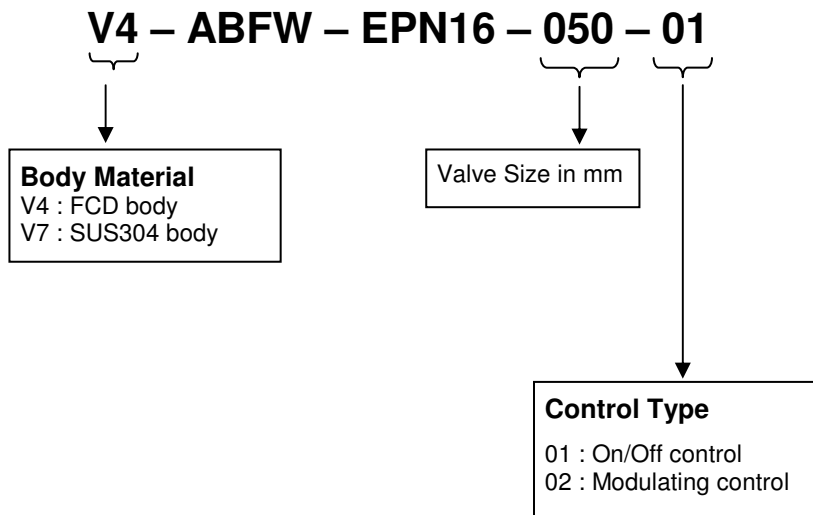 V4 – ABFW – EPN16 – 050 – 01
Body Material
V4 : FCD body
V7 : SUS304 body
Valve Size in mm
Control Type
01 : On/Off control
02 : Modulating control